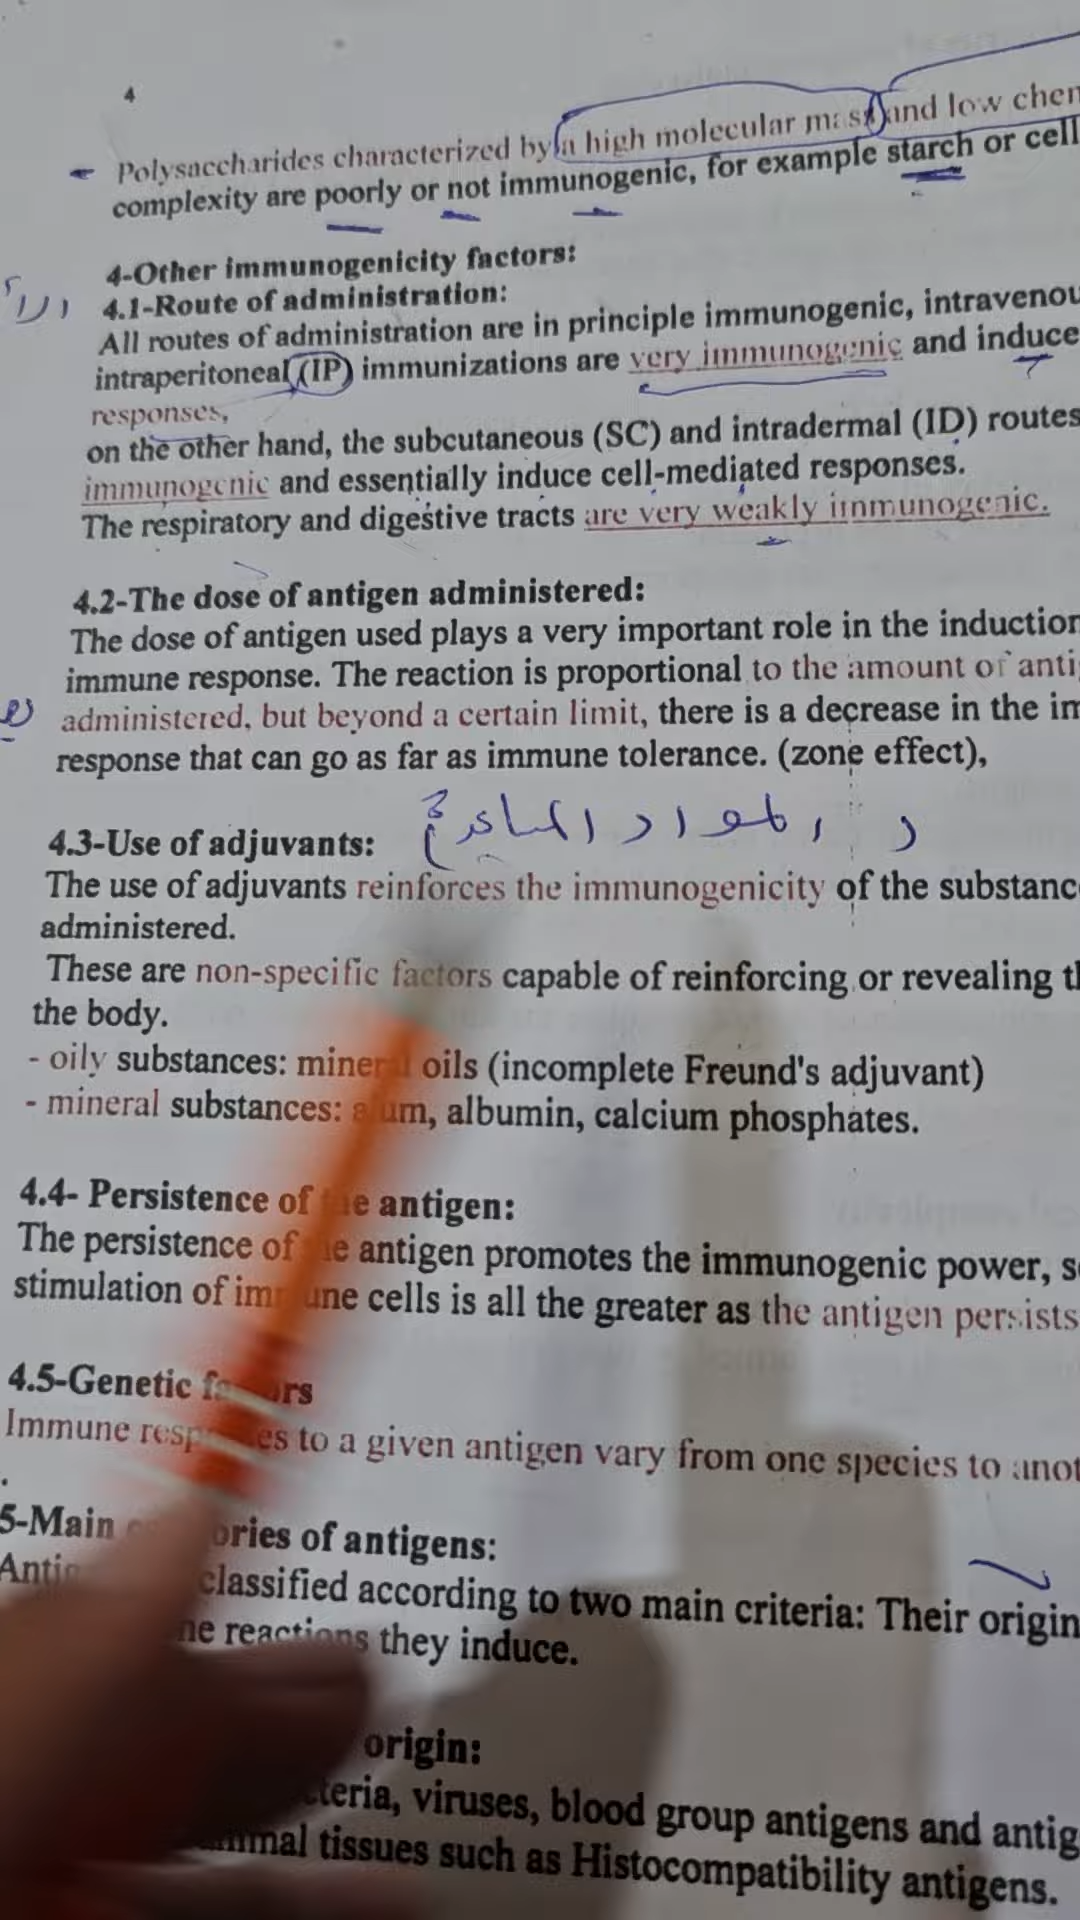 4
Polysaccharides characterized by a high molecular mass and low chem
complexity are poorly or not immunogenic, for example starch or cell
4-Other immunogenicity factors:
4.1-Route of administration:
All routes of administration are in principle immunogenic, intravenou
intraperitoneal (IP) immunizations are very immunogenic and induce
responses,
on the other hand, the subcutaneous (SC) and intradermal (ID) routes
immunogenic and essentially induce cell-mediated responses.
The respiratory and digestive tracts are very weakly immunogenic.
4.2-The dose of antigen administered:
The dose of antigen used plays a very important role in the induction
immune response. The reaction is proportional to the amount of anti
administered, but beyond a certain limit, there is a decrease in the im
response that can go as far as immune tolerance. (zone effect),
4.3-Use of adjuvants:
The use of adjuvants reinforces the immunogenicity of the substanc
administered.
These are non-specific factors capable of reinforcing or revealing th
the body.
- oily substances: mineral oils (incomplete Freund's adjuvant)
- mineral substances: alum, albumin, calcium phosphates.
4.4- Persistence of the antigen:
The persistence of the antigen promotes the immunogenic power, s
stimulation of immune cells is all the greater as the antigen persists
4.5-Genetic factors
Immune responses to a given antigen vary from one species to anot
5-Main ories of antigens:
Antig classified according to two main criteria: Their origin
ne reactions they induce.
origin:
cteria, viruses, blood group antigens and antig
tissues such as Histocompatibility antigens.